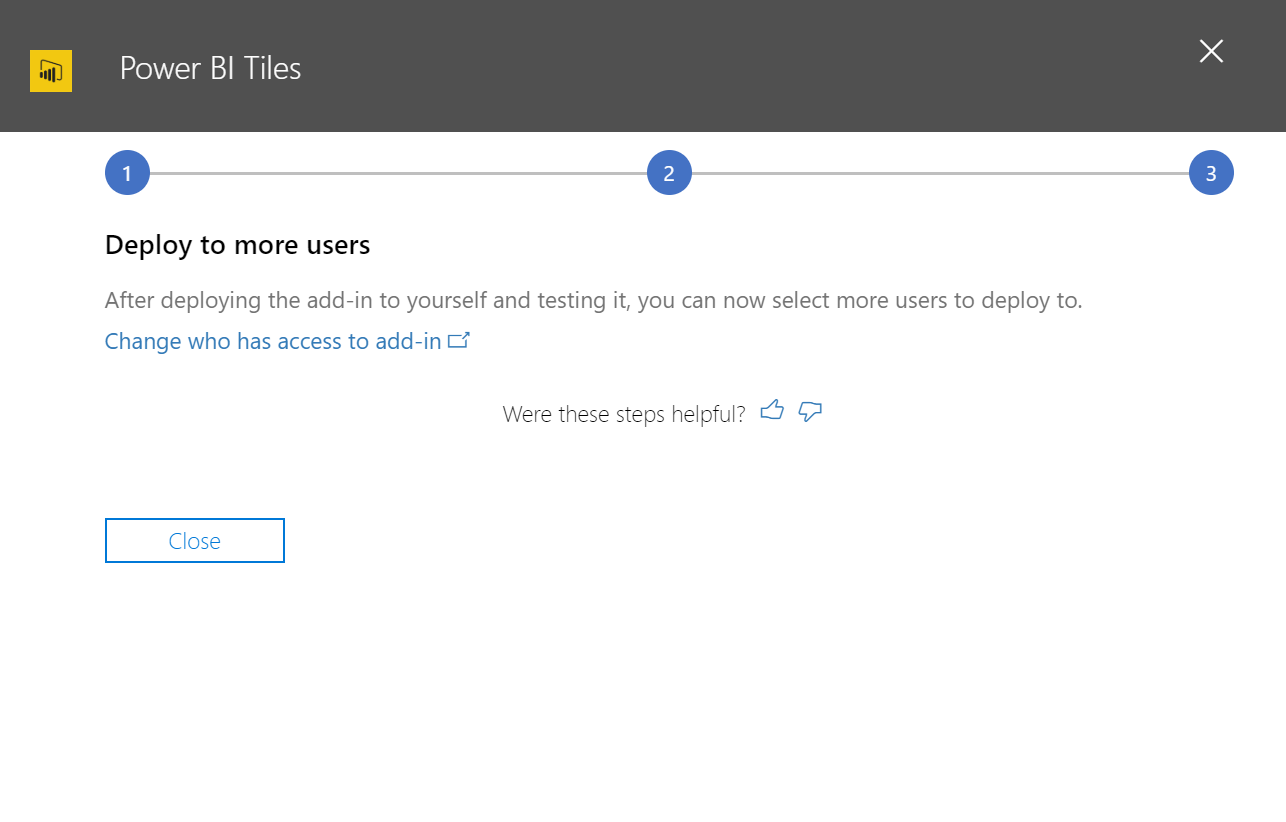 Power BI Tiles
1 2 3
Deploy to more users
After deploying the add-in to yourself and testing it, you can now select more users to deploy to.
Change who has access to add-in
Were these steps helpful?
Close